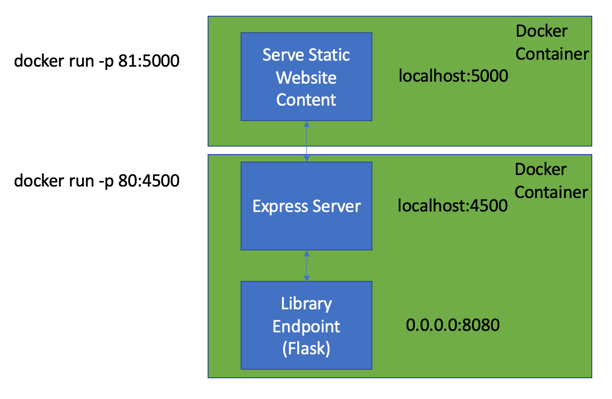 docker run -p 81:5000
Serve Static
Website
Content
localhost:5000
Docker
Container
docker run -p 80:4500
Express Server
localhost:4500
Docker
Container
Library
Endpoint
(Flask)
0.0.0.0:8080